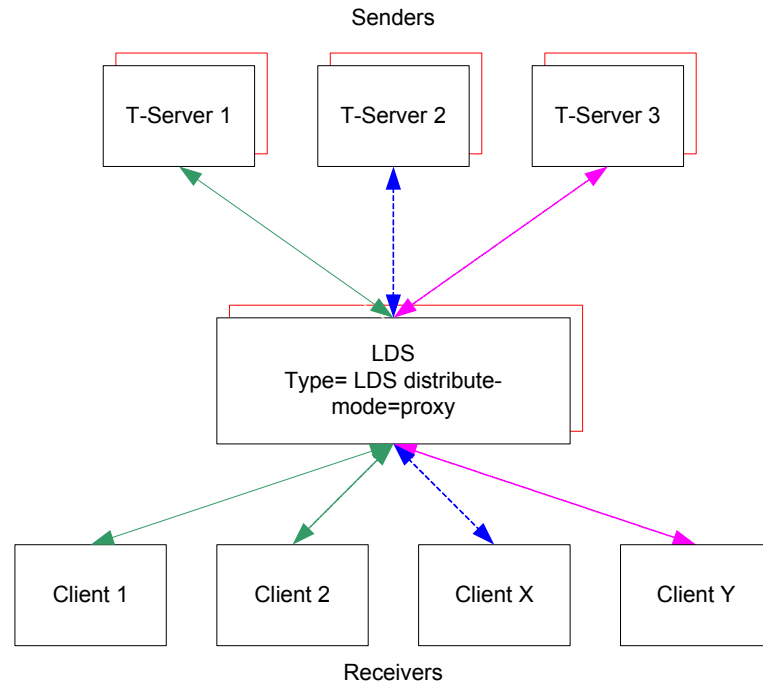 Senders
T-Server 1
T-Server 2
T-Server 3
LDS
Type= LDS distribute-
mode=proxy
Client 1
Client 2
Client X
Client Y
Receivers